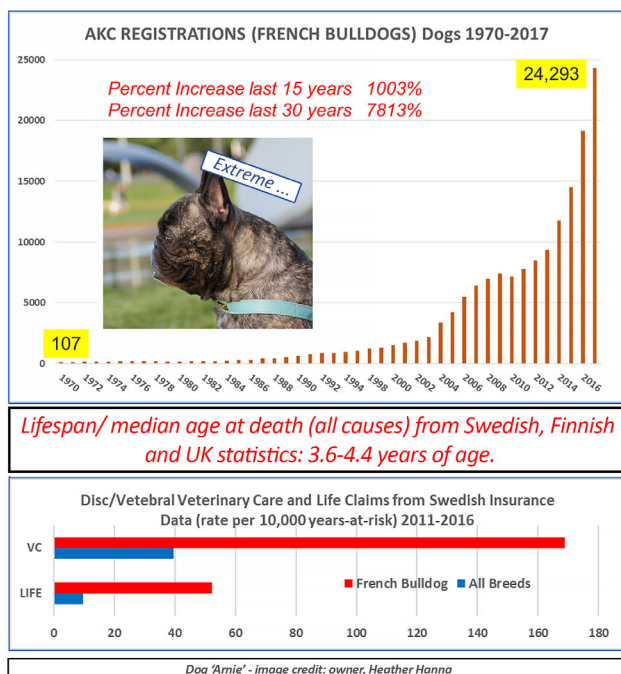 AKC REGISTRATIONS (FRENCH BULLDOGS) Dogs 1970-2017
25000
24,293
Percent Increase last 15 years 1003%
Percent Increase last 30 years 7813%
20000
Extreme ...
15000
10000
5000
107
0
1970 1972 1974 1976 1978 1980 1982 1984 1986 1988 1990 1992 1994 1996 1998 2000 2002 2004 2006 2008 2010 2012 2014 2016
Lifespan/ median age at death (all causes) from Swedish, Finnish
and UK statistics: 3.6-4.4 years of age.
Disc/Vetebral Veterinary Care and Life Claims from Swedish Insurance
Data (rate per 10,000 years-at-risk) 2011-2016
VC
LIFE
French Bulldog All Breeds
0 20 40 60 80 100 120 140 160 180
Dog 'Arnie' - image credit: owner, Heather Hanna